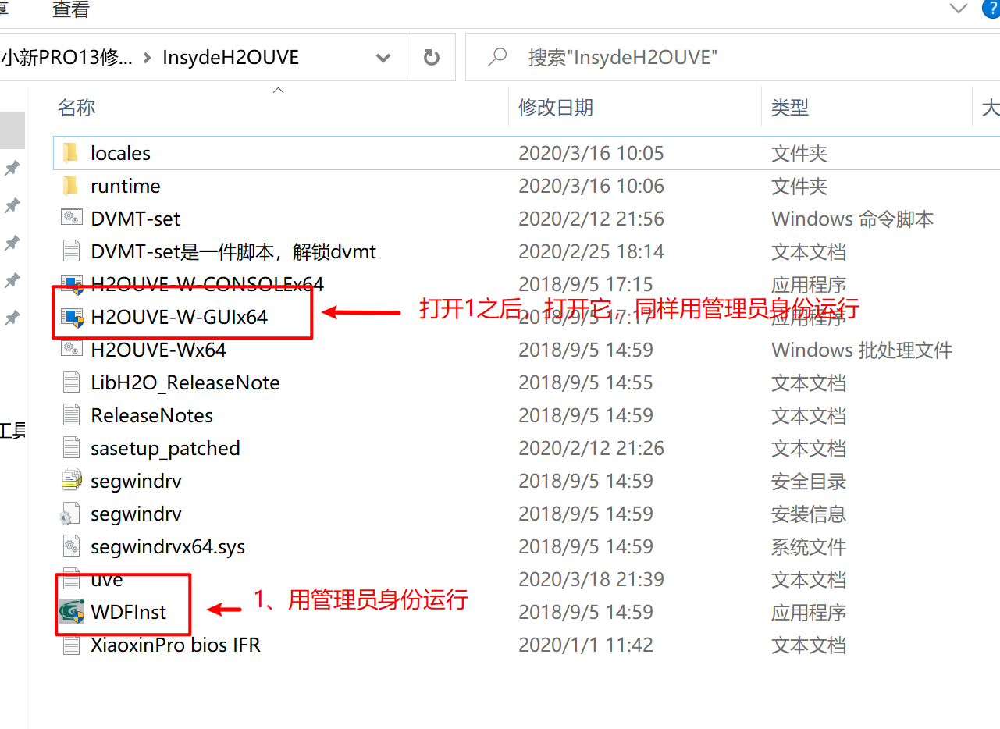 享 查看
小新PRO13修... InsydeH2OUVE 搜索"InsydeH2OUVE"
名称 修改日期 类型 大
locales 2020/3/16 10:05 文件夹
runtime 2020/3/16 10:06 文件夹
DVMT-set 2020/2/12 21:56 Windows 命令脚本
DVMT-set是一件脚本，解锁dvmt 2020/2/25 18:14 文本文档
H2OUVE-W-CONSOLEx64 2018/9/5 17:15 应用程序
打开1之后，打开它，同样用管理员身份运行
H2OUVE-W-GUIx64 2018/9/5 17:17 应用程序
H2OUVE-Wx64 2018/9/5 14:59 Windows 批处理文件
LibH2O_ReleaseNote 2018/9/5 14:55 文本文档
ReleaseNotes 2018/9/5 14:59 文本文档
工具
sasetup_patched 2020/2/12 21:26 文本文档
segwindrv 2018/9/5 14:59 安全目录
segwindrv 2018/9/5 14:59 安装信息
segwindrvx64.sys 2018/9/5 14:59 系统文件
uve 2020/3/18 21:39 文本文档
1、用管理员身份运行
WDFInst 2018/9/5 14:59 应用程序
XiaoxinPro bios IFR 2020/1/1 11:42 文本文档